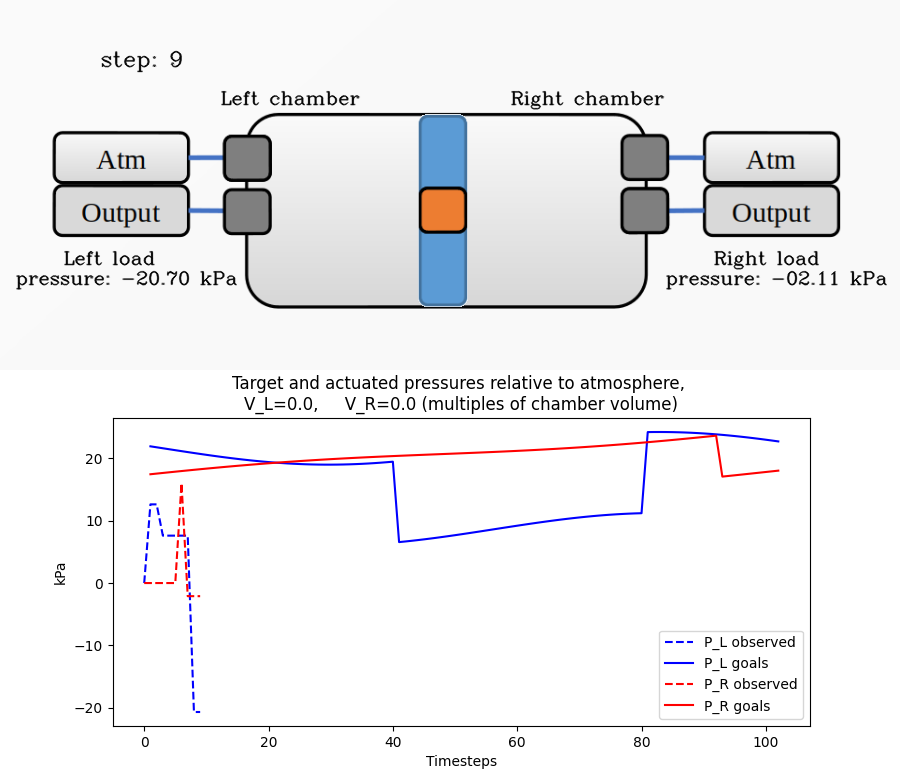 step: 9
Left chamber
Right chamber
Atm
Atm
Output
Output
Left load
pressure: −20.70 kPa
Right load
pressure: −02.11 kPa
Target and actuated pressures relative to atmosphere,
V_L=0.0, V_R=0.0 (multiples of chamber volume)
kPa
20
10
0
−10
−20
P_L observed
P_L goals
P_R observed
P_R goals
0 20 40 60 80 100
Timesteps